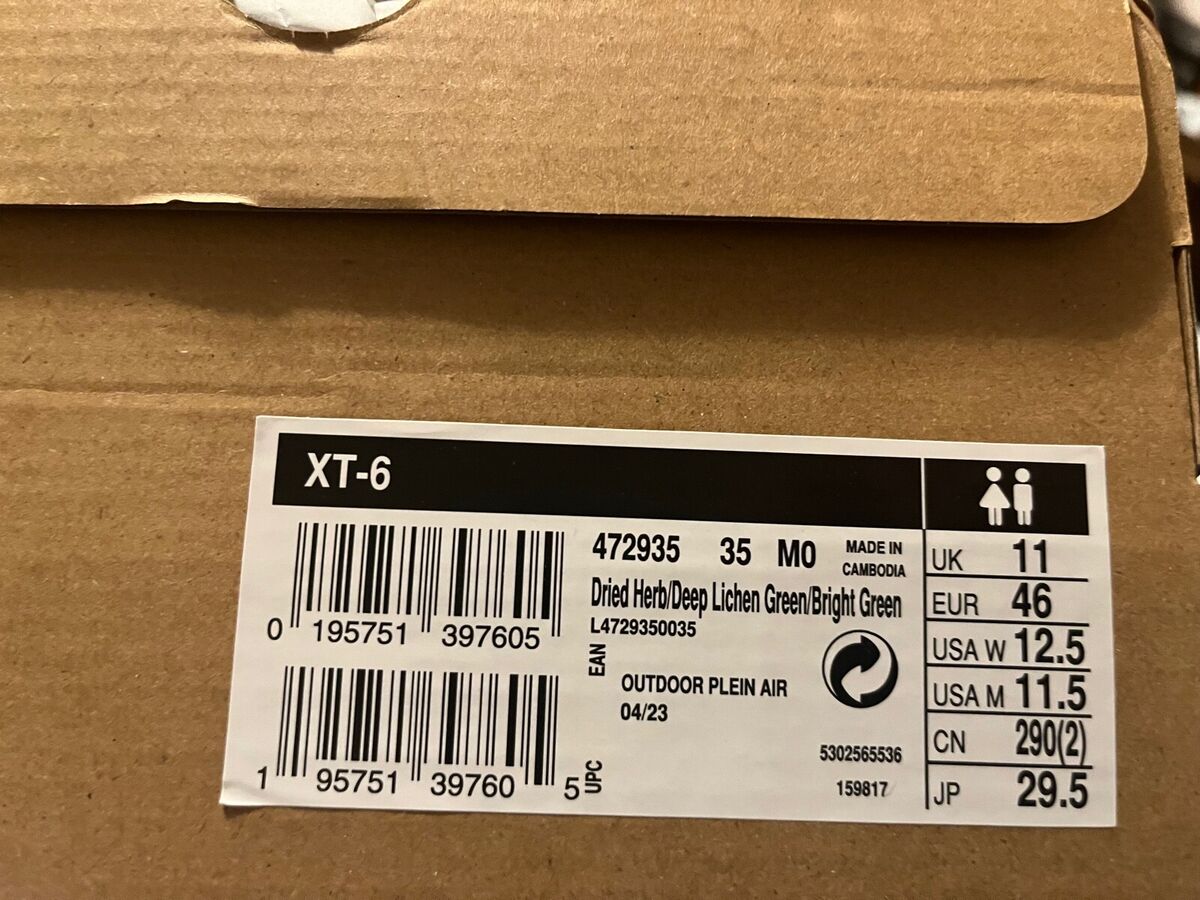 XT-6
0 195751 397605
EAN
1 95751 39760 5
UPC
472935 35 M0 MADE IN CAMBODIA
Dried Herb/Deep Lichen Green/Bright Green
L4729350035
OUTDOOR PLEIN AIR
04/23
5302565536
159817
UK 11
EUR 46
USA W 12.5
USA M 11.5
CN 290(2)
JP 29.5